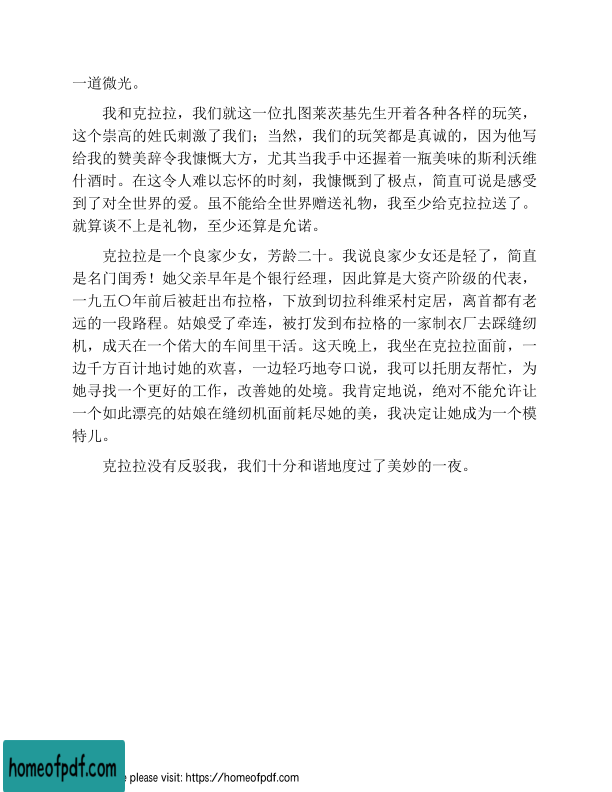 一道微光。
我和克拉拉，我们就这一位扎图莱茨基先生开着各种各样的玩笑，
这个崇高的姓氏刺激了我们；当然，我们的玩笑都是真诚的，因为他写
给我的赞美辞令我慷慨大方，尤其当我手中还握着一瓶美味的斯利沃维
什酒时。在这令人难以忘怀的时刻，我慷慨到了极点，简直可说是感受
到了对全世界的爱。虽不能给全世界赠送礼物，我至少给克拉拉送了。
就算谈不上是礼物，至少还算是允诺。
克拉拉是一个良家少女，芳龄二十。我说良家少女还是轻了，简直
是名门闺秀！她父亲早年是个银行经理，因此算是大资产阶级的代表，
一九五〇年前后被赶出布拉格，下放到切拉科维采村定居，离首都有老
远的一段路程。姑娘受了牵连，被打发到布拉格的一家制衣厂去踩缝纫
机，成天在一个偌大的车间里干活。这天晚上，我坐在克拉拉面前，一
边千方百计地讨她的欢喜，一边轻巧地夸口说，我可以托朋友帮忙，为
她寻找一个更好的工作，改善她的处境。我肯定地说，绝对不能允许让
一个如此漂亮的姑娘在缝纫机面前耗尽她的美，我决定让她成为一个模
特儿。
克拉拉没有反驳我，我们十分和谐地度过了美妙的一夜。
homeofpdf.com
e please visit: https://homeofpdf.com